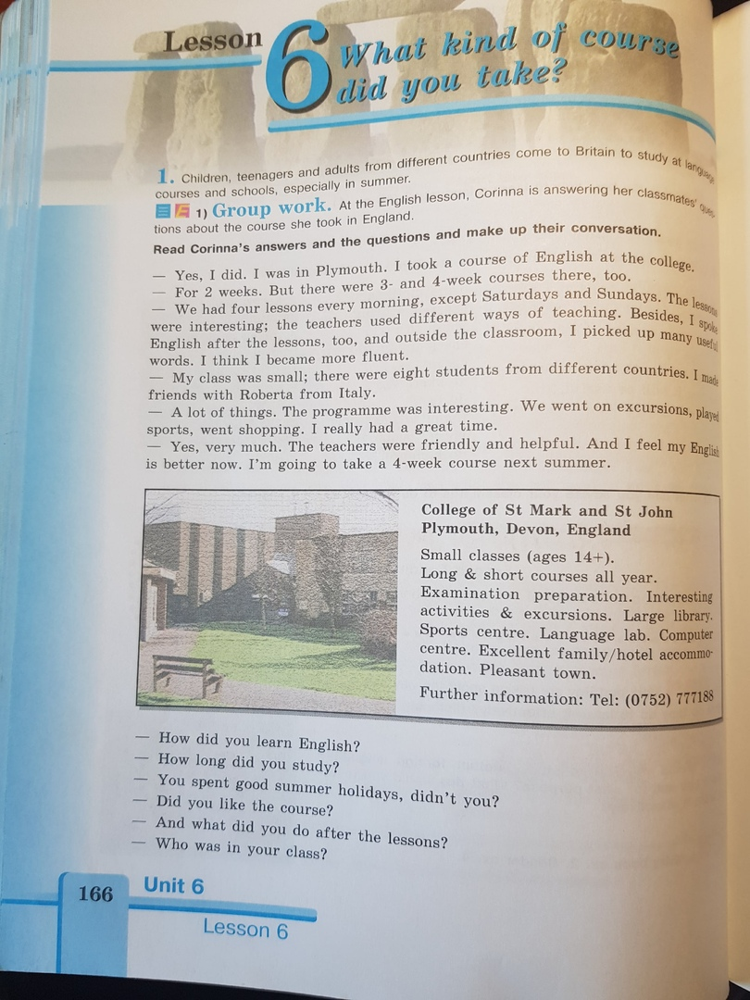 Lesson 6 What kind of course
did you take?
1. Children, teenagers and adults from different countries come to Britain to study at language
courses and schools, especially in summer.
1) Group work. At the English lesson, Corinna is answering her classmates' ques-
tions about the course she took in England.
Read Corinna's answers and the questions and make up their conversation.
— Yes, I did. I was in Plymouth. I took a course of English at the college.
— For 2 weeks. But there were 3- and 4-week courses there, too.
— We had four lessons every morning, except Saturdays and Sundays. The lessons
were interesting; the teachers used different ways of teaching. Besides, I spoke
English after the lessons, too, and outside the classroom, I picked up many useful
words. I think I became more fluent.
— My class was small; there were eight students from different countries. I made
friends with Roberta from Italy.
— A lot of things. The programme was interesting. We went on excursions, played
sports, went shopping. I really had a great time.
— Yes, very much. The teachers were friendly and helpful. And I feel my English
is better now. I'm going to take a 4-week course next summer.
College of St Mark and St John
Plymouth, Devon, England
Small classes (ages 14+).
Long & short courses all year.
Examination preparation. Interesting
activities & excursions. Large library.
Sports centre. Language lab. Computer
centre. Excellent family/hotel accommo-
dation. Pleasant town.
Further information: Tel: (0752) 777188
— How did you learn English?
— How long did you study?
— You spent good summer holidays, didn't you?
— Did you like the course?
— And what did you do after the lessons?
— Who was in your class?
166 Unit 6
Lesson 6